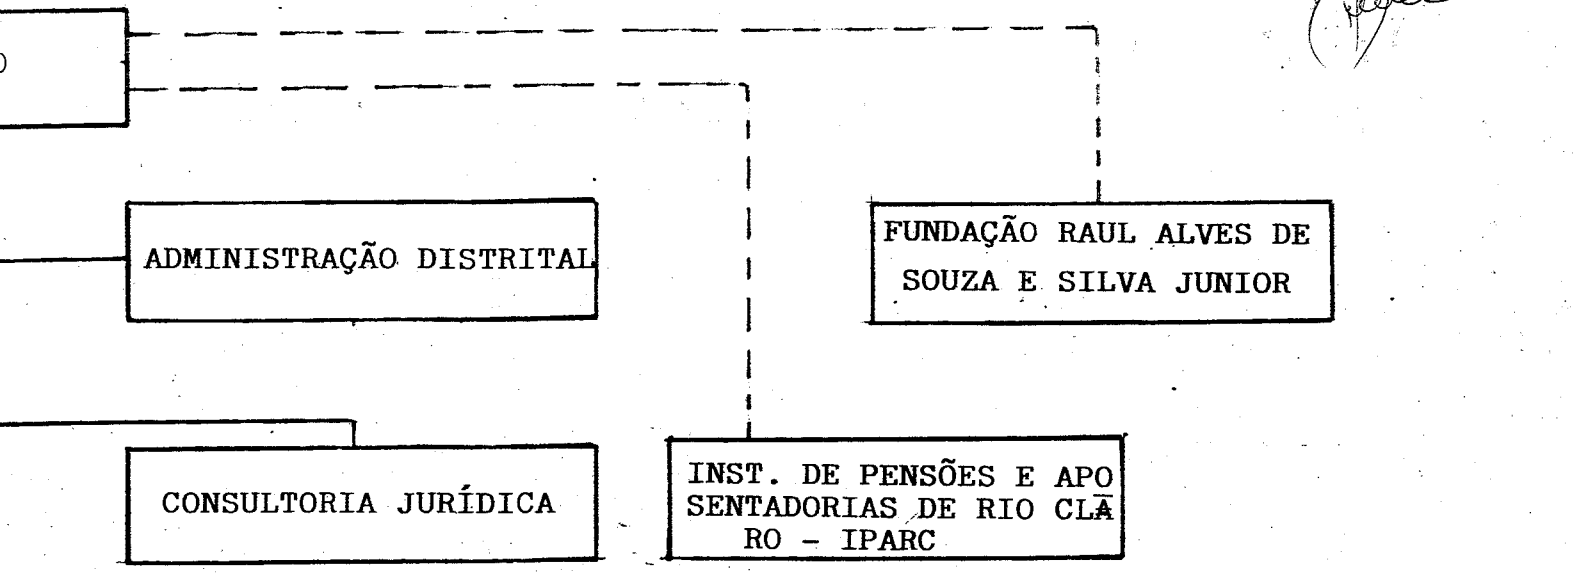 O
ADMINISTRAÇÃO DISTRITAL
FUNDAÇÃO RAUL ALVES DE
SOUZA E SILVA JUNIOR
CONSULTORIA JURÍDICA
INST. DE PENSÕES E APO
SENTADORIAS DE RIO CLA
RO - IPARC